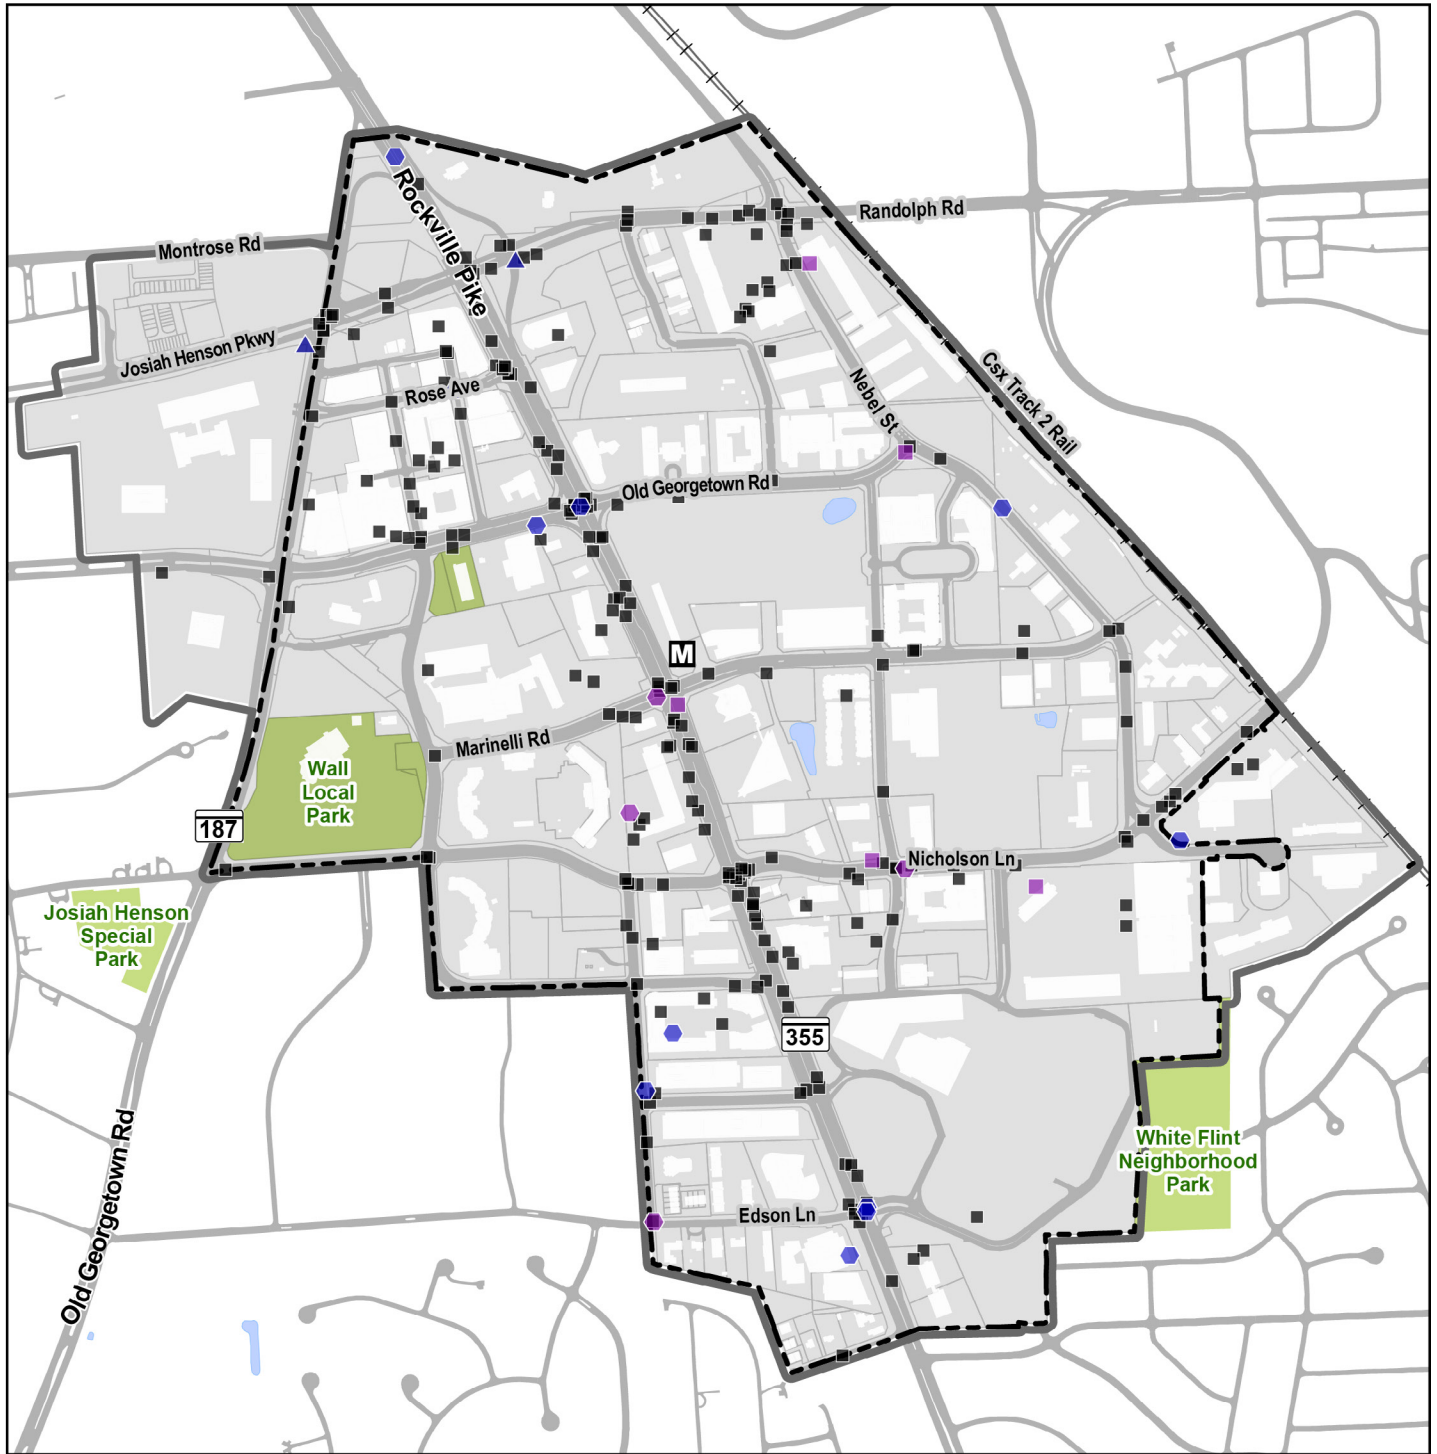 Rockville Pike
Randolph Rd
Montrose Rd
Josiah Henson Pkwy
Rose Ave
Nebel St
Csx Track 2 Rail
Old Georgetown Rd
M
Marinelli Rd
Wall
Local
Park
187
Nicholson Ln
Josiah Henson
Special
Park
355
White Flint
Neighborhood
Park
Edson Ln
Old Georgetown Rd